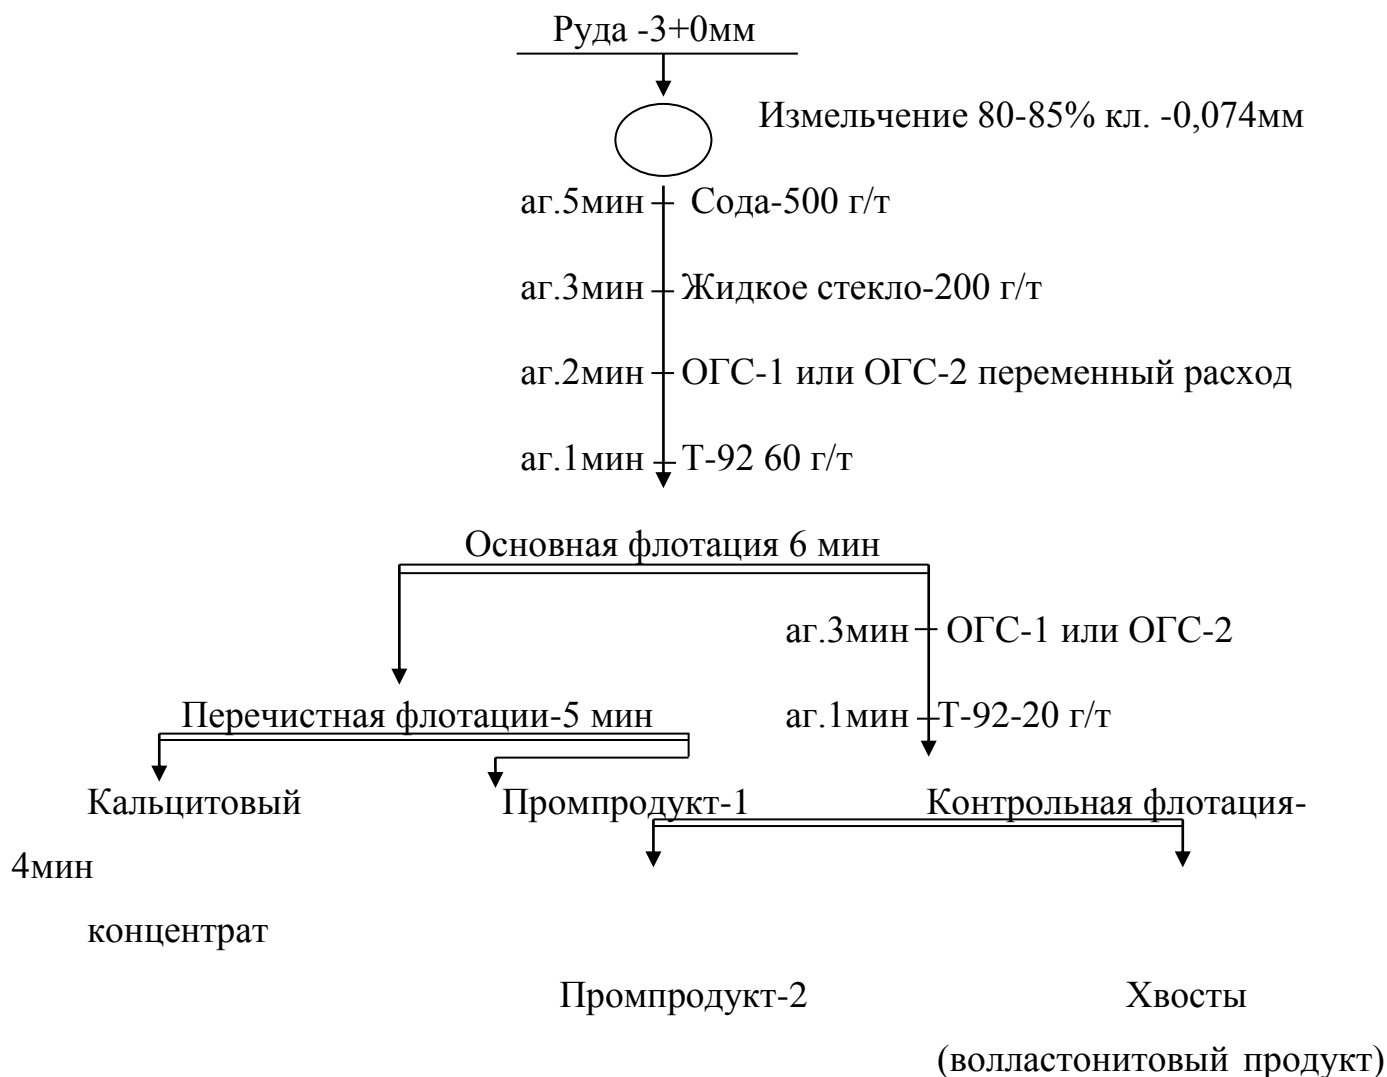 Руда -3+0мм
Измельчение 80-85% кл. -0,074мм
аг.5мин Сода-500 г/т
аг.3мин Жидкое стекло-200 г/т
аг.2мин ОГС-1 или ОГС-2 переменный расход
аг.1мин Т-92 60 г/т
Основная флотация 6 мин
аг.3мин ОГС-1 или ОГС-2
Перечистная флотации-5 мин аг.1мин Т-92-20 г/т
Кальцитовый Промпродукт-1 Контрольная флотация-
4мин
концентрат
Промпродукт-2 Хвосты
(волластонитовый продукт)